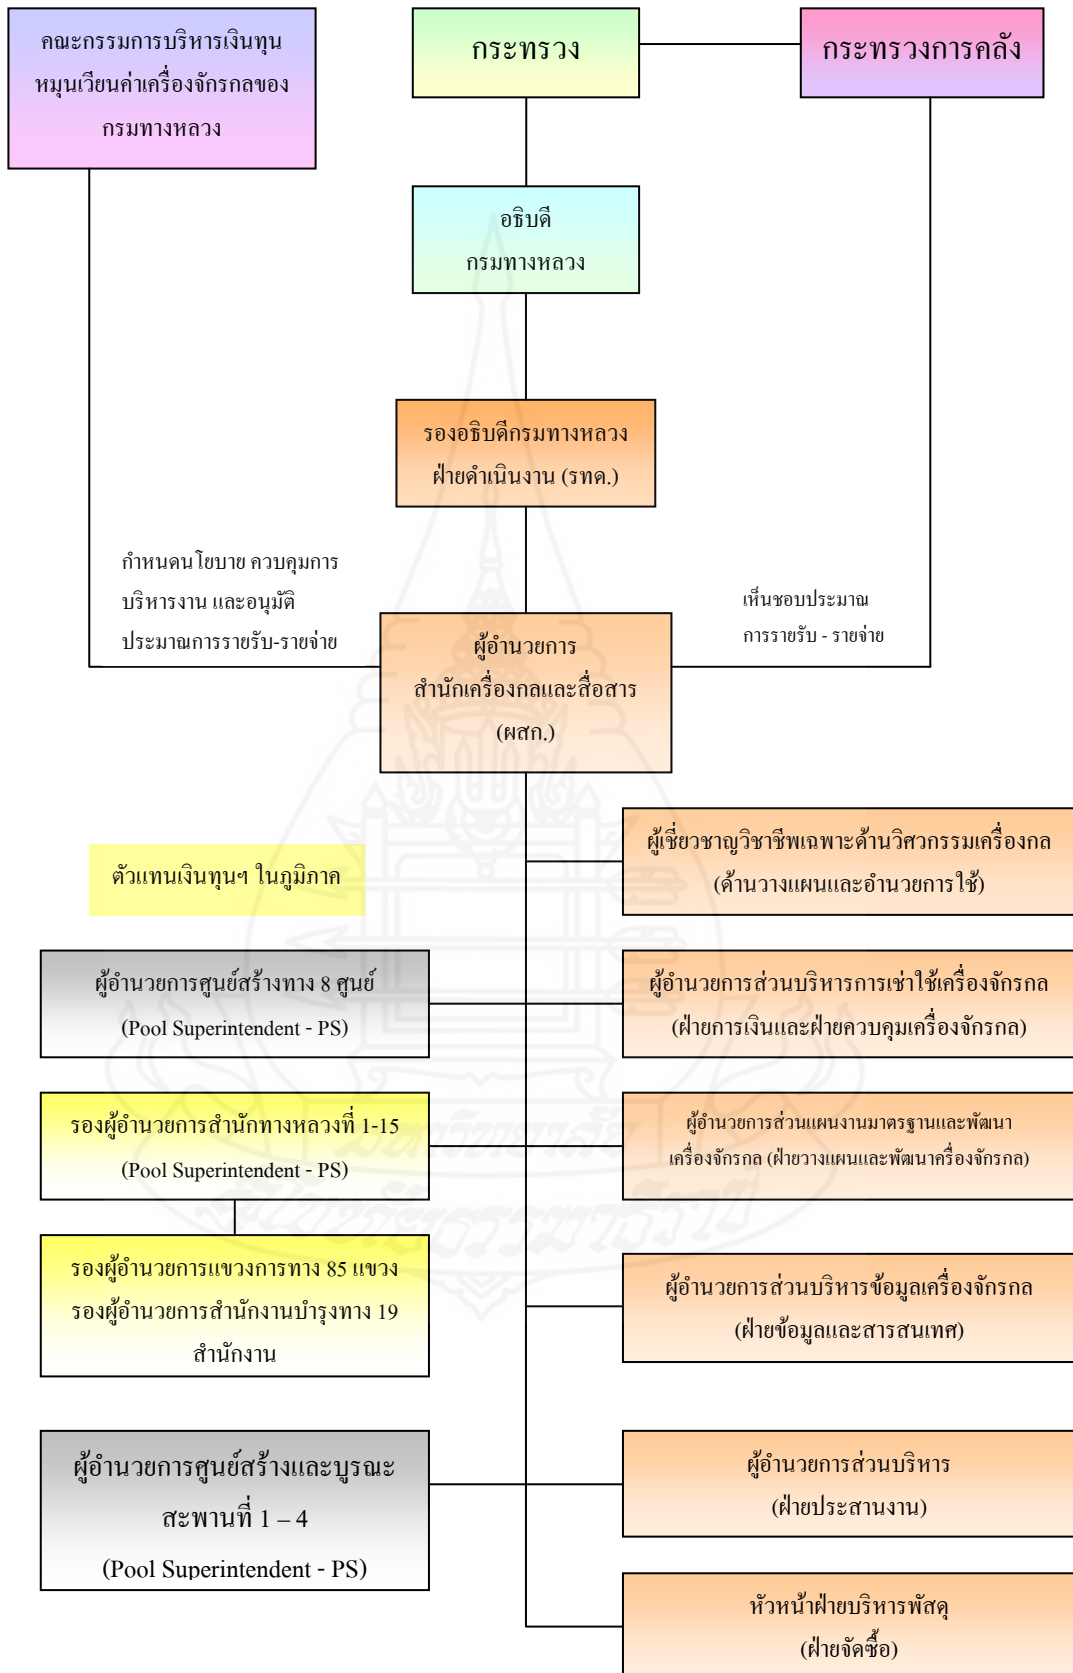 คณะกรรมการบริหารเงินทุน
หมุนเวียนค่าเครื่องจักรกลของ
กรมทางหลวง
กระทรวง
กระทรวงการคลัง
อธิบดี
กรมทางหลวง
รองอธิบดีกรมทางหลวง
ฝ่ายดำเนินงาน (รทด.)
กำหนดนโยบาย ควบคุมการ
บริหารงาน และอนุมัติ
ประมาณการรายรับ-รายจ่าย
เห็นชอบประมาณ
การรายรับ - รายจ่าย
ผู้อำนวยการ
สำนักเครื่องกลและสื่อสาร
(ผสก.)
ผู้เชี่ยวชาญวิชาชีพเฉพาะด้านวิศวกรรมเครื่องกล
(ด้านวางแผนและอำนวยการใช้)
ตัวแทนเงินทุนฯ ในภูมิภาค
ผู้อำนวยการศูนย์สร้างทาง 8 ศูนย์
(Pool Superintendent - PS)
ผู้อำนวยการส่วนบริหารการเช่าใช้เครื่องจักรกล
(ฝ่ายการเงินและฝ่ายควบคุมเครื่องจักรกล)
รองผู้อำนวยการสำนักทางหลวงที่ 1-15
(Pool Superintendent - PS)
ผู้อำนวยการส่วนแผนงานมาตรฐานและพัฒนา
เครื่องจักรกล (ฝ่ายวางแผนและพัฒนาครื่องจักรกล)
รองผู้อำนวยการแขวงการทาง 85 แขวง
รองผู้อำนวยการสำนักงานบำรุงทาง 19
สำนักงาน
ผู้อำนวยการส่วนบริหารข้อมูลเครื่องจักรกล
(ฝ่ายข้อมูลและสารสนเทศ)
ผู้อำนวยการศูนย์สร้างและบูรณะ
สะพานที่ 1 – 4
(Pool Superintendent - PS)
ผู้อำนวยการส่วนบริหาร
(ฝ่ายประสานงาน)
หัวหน้าฝ่ายบริหารพัสดุ
(ฝ่ายจัดซื้อ)
มหาวิทยาลัย
สุโขทัยธรรมาธิราช